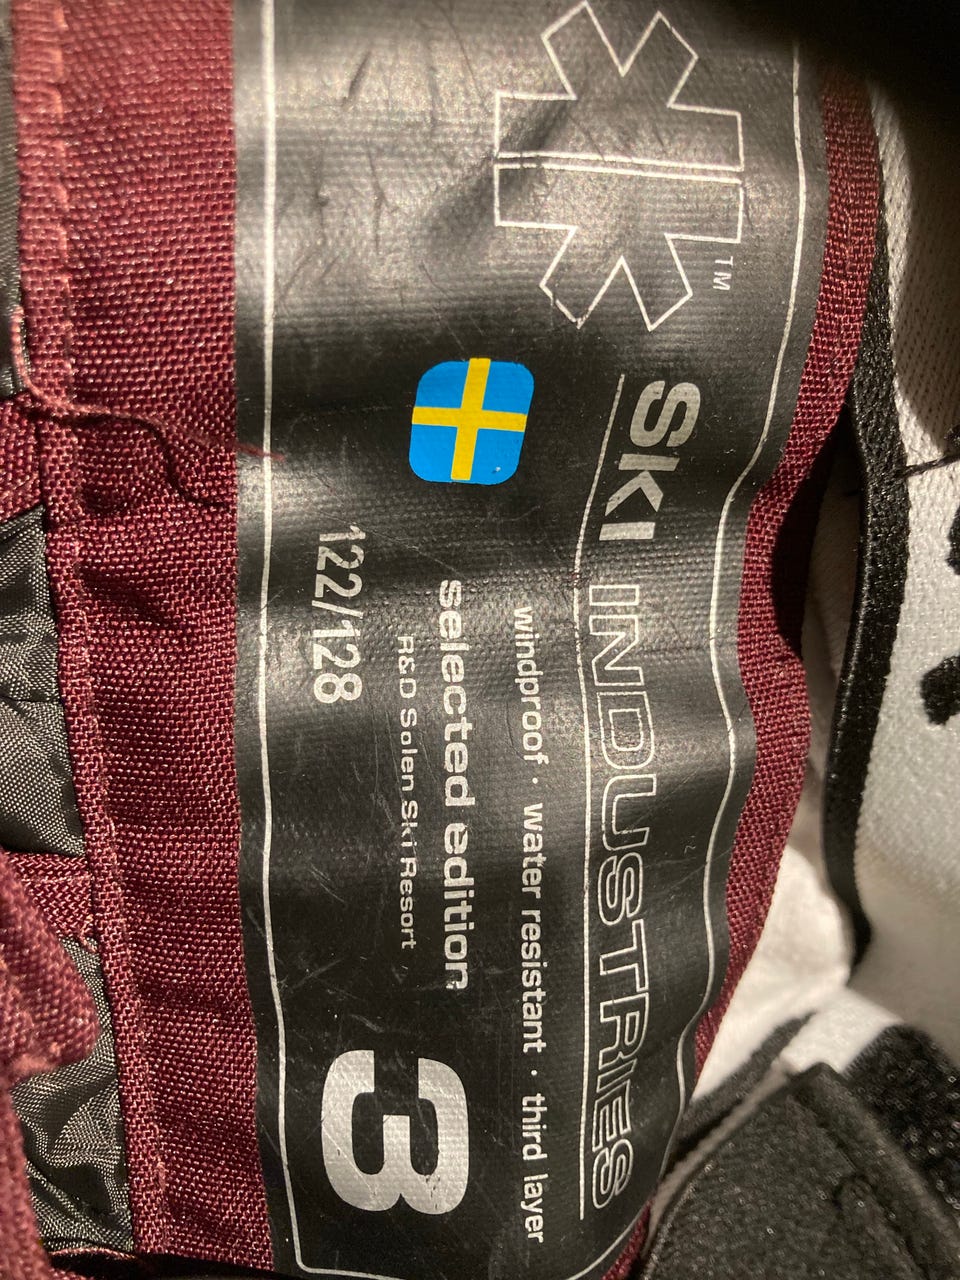 TM
SKI INDUSTRIES
windproof · water resistant · third layer
selected edition
R&D Salen Ski Resort
122/128
3